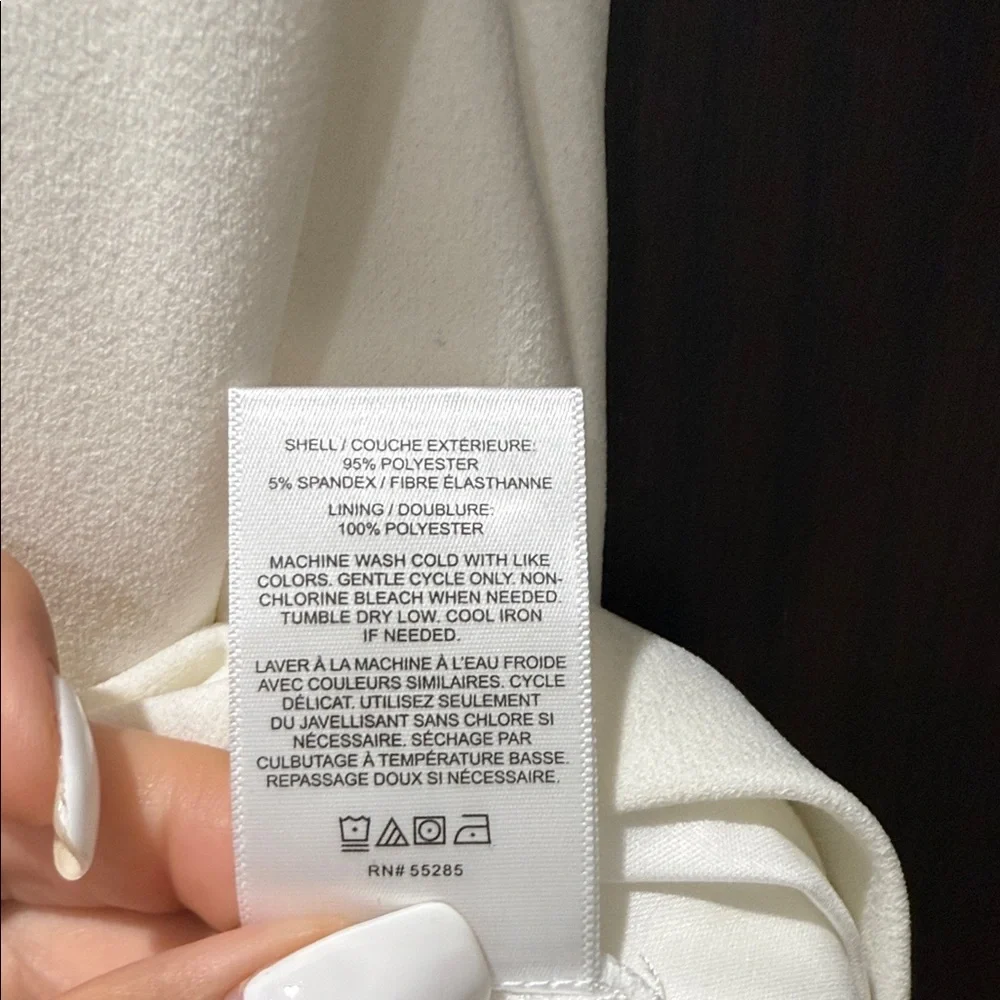 SHELL / COUCHE EXTÉRIEURE:
95% POLYESTER
5% SPANDEX / FIBRE ÉLASTHANNE
LINING / DOUBLURE:
100% POLYESTER
MACHINE WASH COLD WITH LIKE
COLORS. GENTLE CYCLE ONLY. NON-
CHLORINE BLEACH WHEN NEEDED.
TUMBLE DRY LOW. COOL IRON
IF NEEDED.
LAVER À LA MACHINE À L'EAU FROIDE
AVEC COULEURS SIMILAIRES. CYCLE
DÉLICAT. UTILISEZ SEULEMENT
DU JAVELLISANT SANS CHLORE SI
NÉCESSAIRE. SÉCHAGE PAR
CULBUTAGE À TEMPÉRATURE BASSE.
REPASSAGE DOUX SI NÉCESSAIRE.
RN# 55285